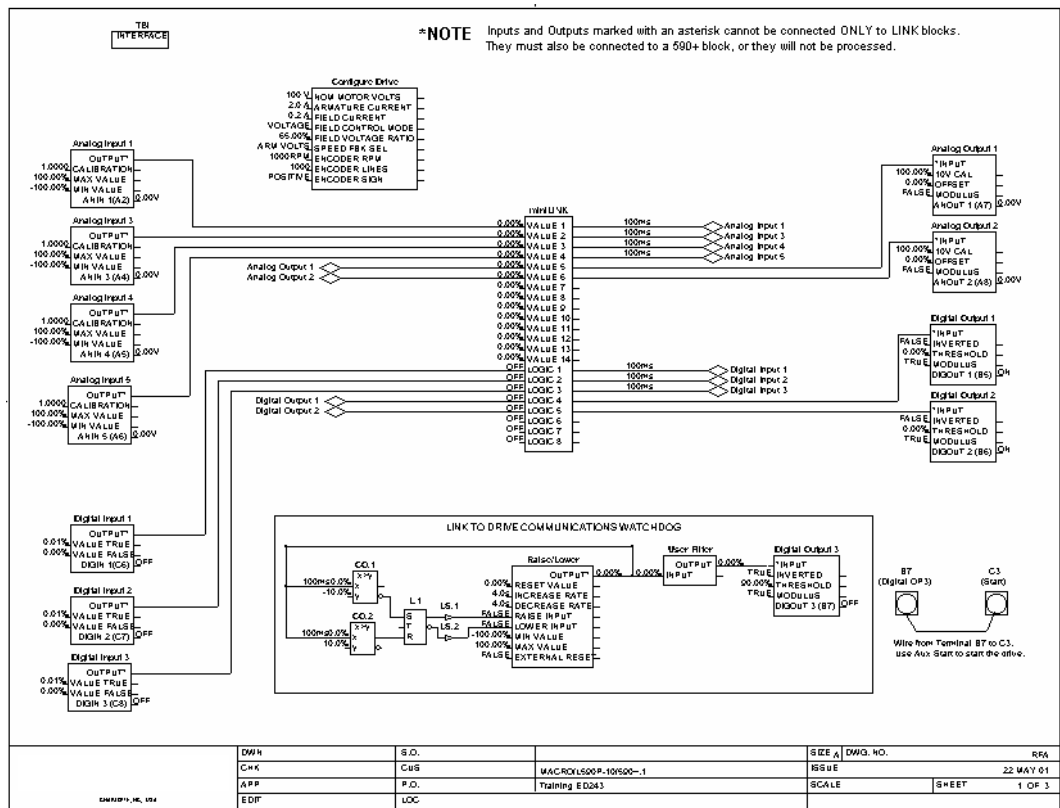 TBI
INTERFACE
*NOTE Inputs and Outputs marked with an asterisk cannot be connected ONLY to LINK blocks.
They must also be connected to a 590+ block, or they will not be processed.
Configure Drive
100 V NOM MOTOR VOLTS
2.0 A ARMATURE CURRENT
0.2 A FIELD CURRENT
VOLTAGE FIELD CONTROL MODE
65.00% FIELD VOLTAGE RATIO
ARM VOLTS SPEED FBK SEL
1000RPM ENCODER RPM
1000 ENCODER LINES
POSITIVE ENCODER SIGN
Analog Input 1
OUTPUT*
1.0000 CALIBRATION
100.00% MAX VALUE
-100.00% MIN VALUE
ANIN 1 (A2) 0.00V
Analog Input 3
OUTPUT*
1.0000 CALIBRATION
100.00% MAX VALUE
-100.00% MIN VALUE
ANIN 3 (A4) 0.00V
Analog Input 4
OUTPUT*
1.0000 CALIBRATION
100.00% MAX VALUE
-100.00% MIN VALUE
ANIN 4 (A5) 0.00V
Analog Input 5
OUTPUT*
1.0000 CALIBRATION
100.00% MAX VALUE
-100.00% MIN VALUE
ANIN 5 (A6) 0.00V
Digital Input 1
OUTPUT*
0.01% VALUE TRUE
0.00% VALUE FALSE
DIGIN 1 (C6) OFF
Digital Input 2
OUTPUT*
0.01% VALUE TRUE
0.00% VALUE FALSE
DIGIN 2 (C7) OFF
Digital Input 3
OUTPUT*
0.01% VALUE TRUE
0.00% VALUE FALSE
DIGIN 3 (C8) OFF
miniLINK
0.00% VALUE 1 100ms Analog Input 1
0.00% VALUE 2 100ms Analog Input 3
0.00% VALUE 3 100ms Analog Input 4
0.00% VALUE 4 100ms Analog Input 5
Analog Output 1 0.00% VALUE 5
Analog Output 2 0.00% VALUE 6
0.00% VALUE 7
0.00% VALUE 8
0.00% VALUE 9
0.00% VALUE 10
0.00% VALUE 11
0.00% VALUE 12
0.00% VALUE 13
0.00% VALUE 14
OFF LOGIC 1 100ms Digital Input 1
OFF LOGIC 2 100ms Digital Input 2
OFF LOGIC 3 100ms Digital Input 3
Digital Output 1 OFF LOGIC 4
Digital Output 2 OFF LOGIC 5
OFF LOGIC 6
OFF LOGIC 7
OFF LOGIC 8
Analog Output 1
*INPUT
100.00% 10V CAL
0.00% OFFSET
FALSE MODULUS
ANOUT 1 (A7) 0.00V
Analog Output 2
*INPUT
100.00% 10V CAL
0.00% OFFSET
FALSE MODULUS
ANOUT 2 (A8) 0.00V
Digital Output 1
*INPUT
FALSE INVERTED
0.00% THRESHOLD
TRUE MODULUS
DIGOUT 1 (B5) ON
Digital Output 2
*INPUT
FALSE INVERTED
0.00% THRESHOLD
TRUE MODULUS
DIGOUT 2 (B6) ON
LINK TO DRIVE COMMUNICATIONS WATCHDOG
CO.1
X>Y
100ms0.0% X
-10.0% Y
CO.2
X>Y
100ms0.0% X
10.0% Y
L.1
S
T
R
LS.1
LS.2
Raise/Lower
OUTPUT* 0.00%
0.00% RESET VALUE
4.0s INCREASE RATE
4.0s DECREASE RATE
FALSE RAISE INPUT
FALSE LOWER INPUT
-100.00% MIN VALUE
100.00% MAX VALUE
FALSE EXTERNAL RESET
User Filter
OUTPUT 0.00%
0.00% INPUT
Digital Output 3
*INPUT
TRUE INVERTED
90.00% THRESHOLD
TRUE MODULUS
DIGOUT 3 (B7) OFF
B7
(Digital OP3)
C3
(Start)
Wire from Terminal B7 to C3.
use Aux Start to start the drive.
DWN S.O. SIZE A DWG. NO. RFA
CHK CUS MACRO(L590P-10/590~.1 ISSUE 22 MAY 01
APP P.O. Training ED243 SCALE SHEET 1 OF 3
EDIT LOC